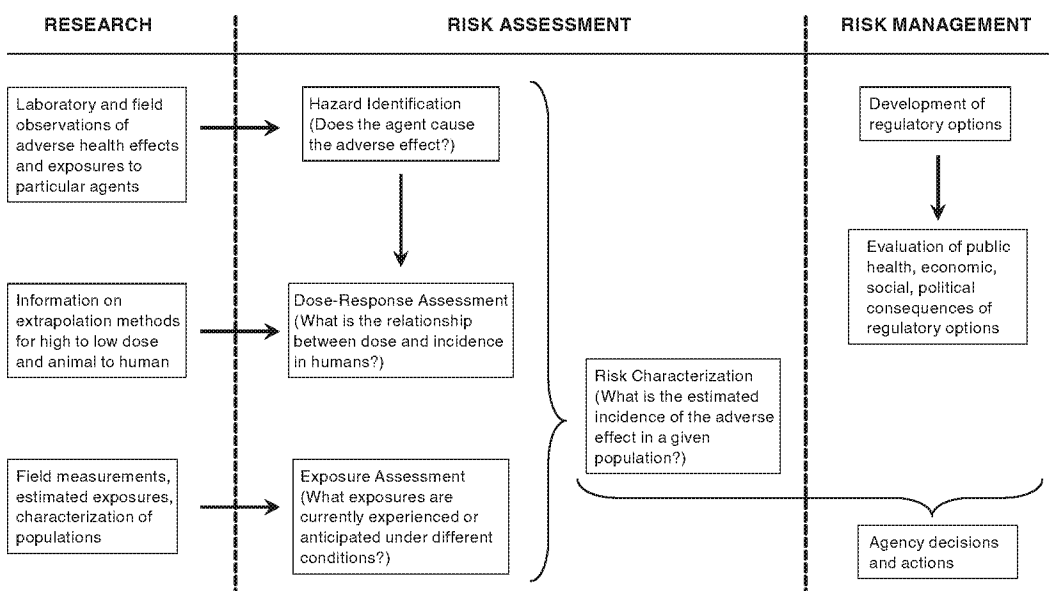 RESEARCH
RISK ASSESSMENT
RISK MANAGEMENT
Laboratory and field
observations of
adverse health effects
and exposures to
particular agents
Hazard Identification
(Does the agent cause
the adverse effect?)
Development of
regulatory options
Information on
extrapolation methods
for high to low dose
and animal to human
Dose-Response Assessment
(What is the relationship
between dose and incidence
in humans?)
Evaluation of public
health, economic,
social, political
consequences of
regulatory options
Risk Characterization
(What is the estimated
incidence of the adverse
effect in a given
population?)
Field measurements,
estimated exposures,
characterization of
populations
Exposure Assessment
(What exposures are
currently experienced or
anticipated under different
conditions?)
Agency decisions
and actions